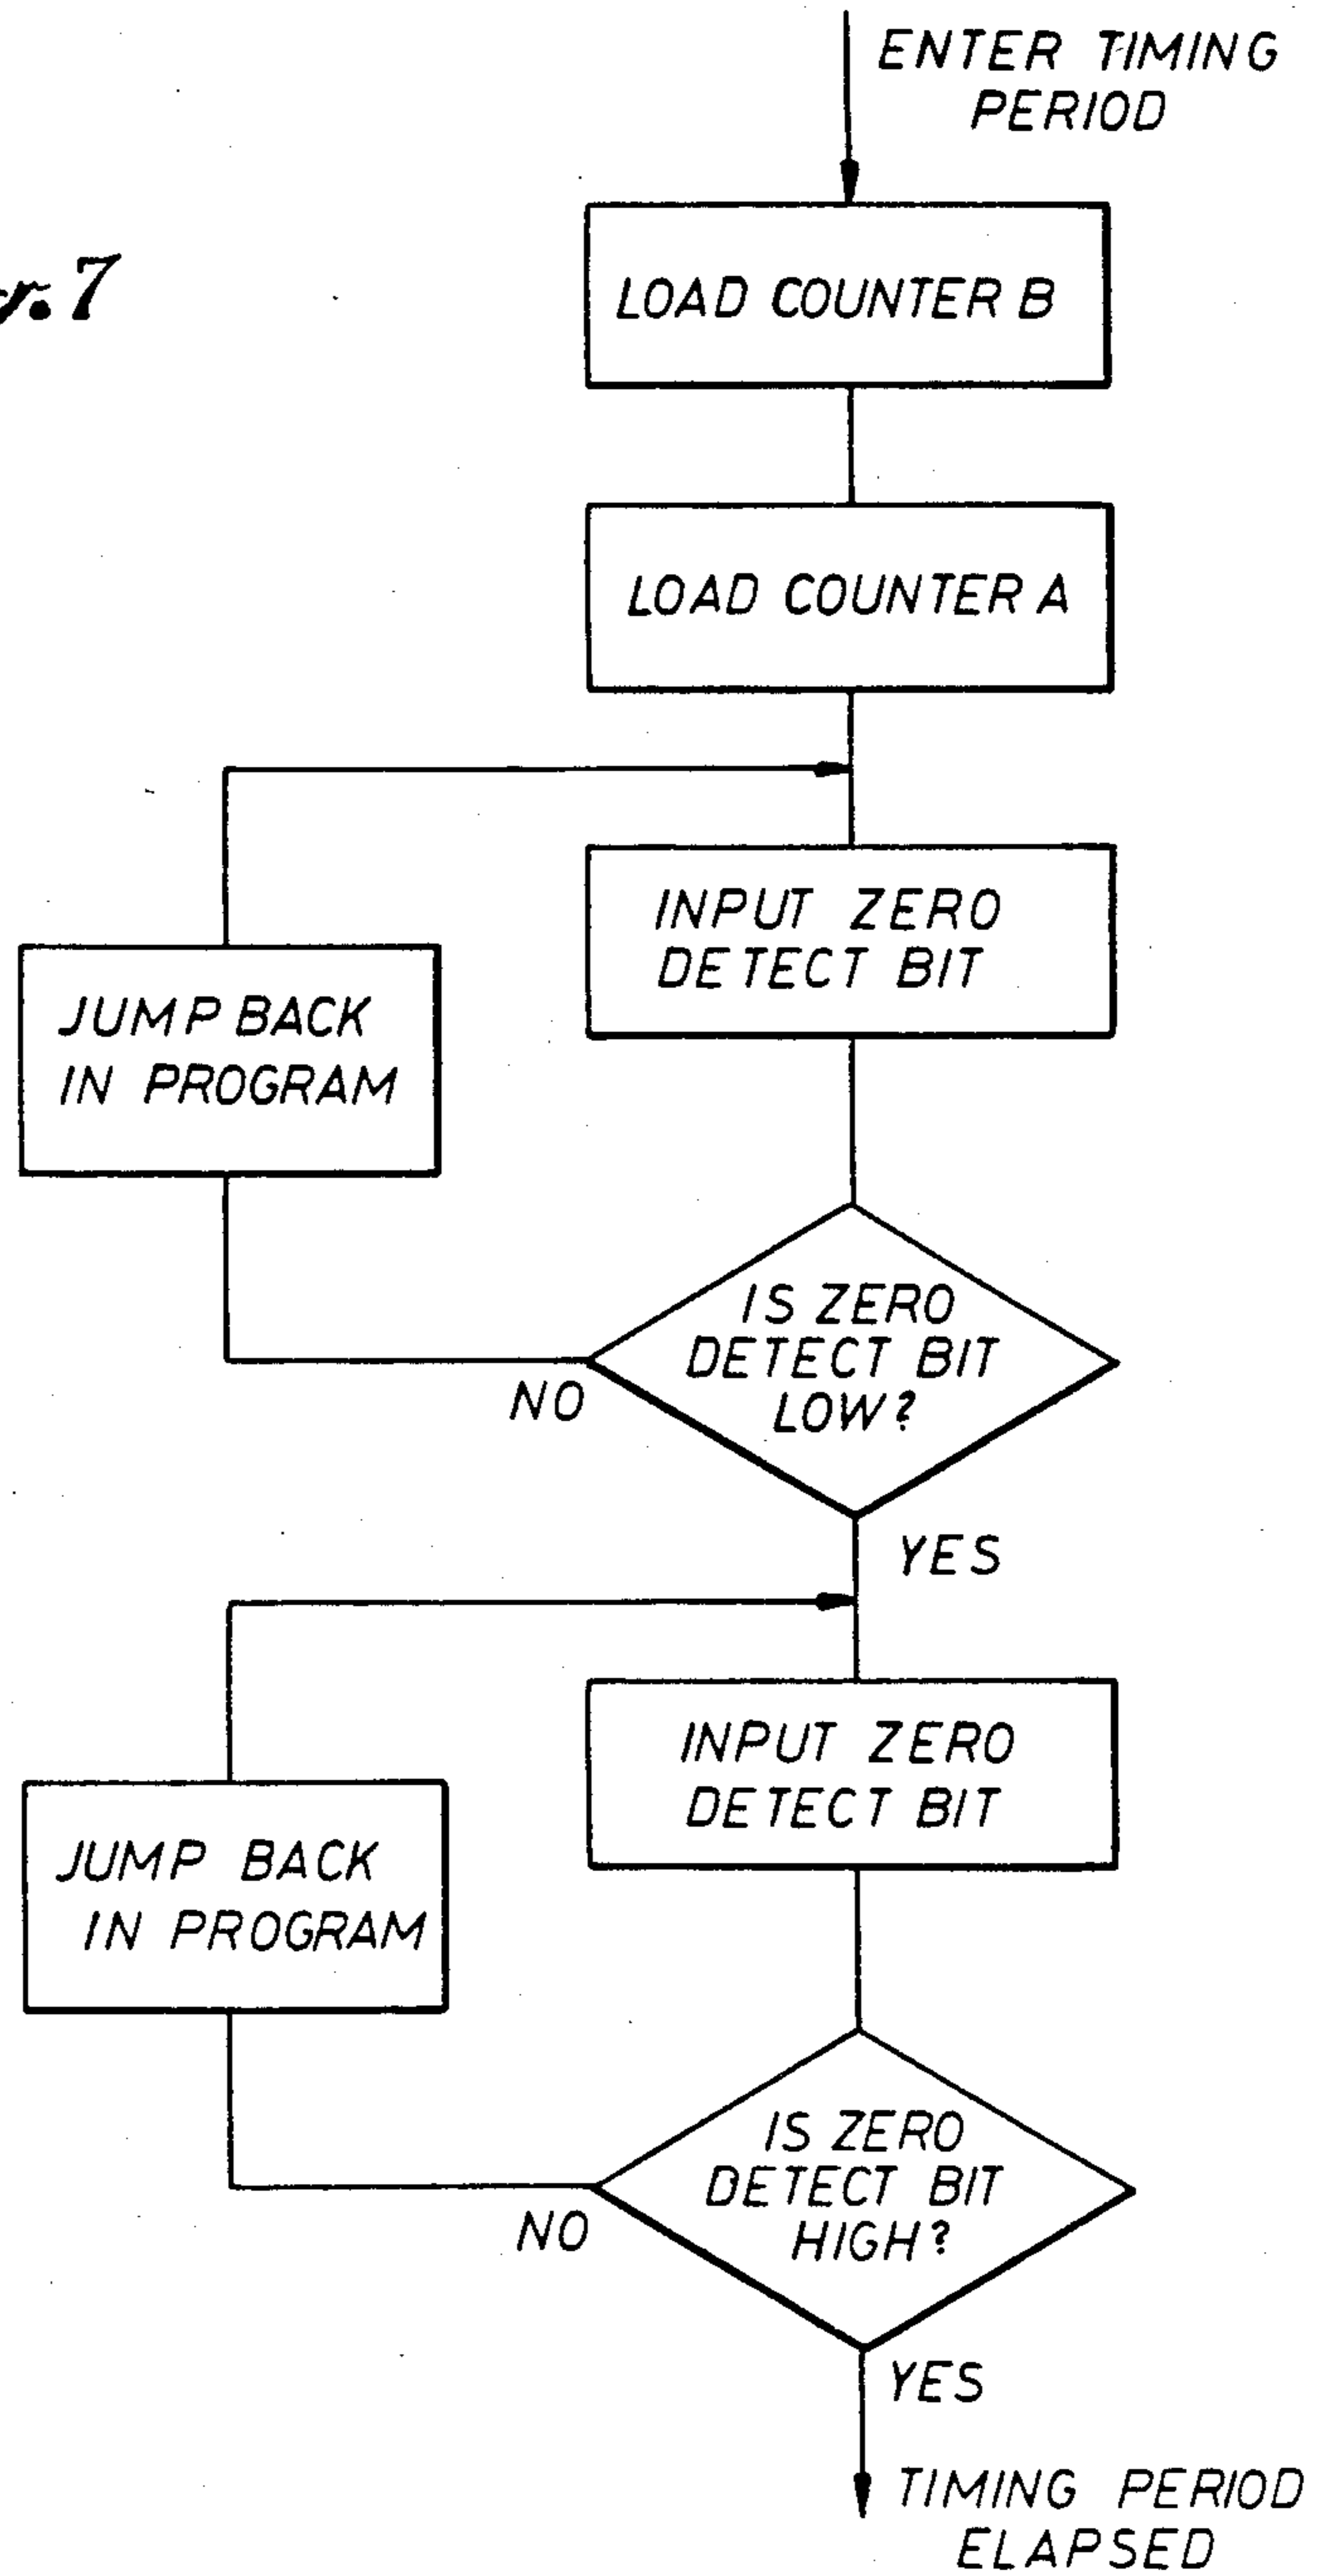 ENTER TIMING
PERIOD
7
LOAD COUNTER B
LOAD COUNTER A
INPUT ZERO
DETECT BIT
JUMP BACK
IN PROGRAM
IS ZERO
DETECT BIT
LOW?
NO
YES
INPUT ZERO
DETECT BIT
JUMP BACK
IN PROGRAM
IS ZERO
DETECT BIT
HIGH?
NO
YES
TIMING PERIOD
ELAPSED